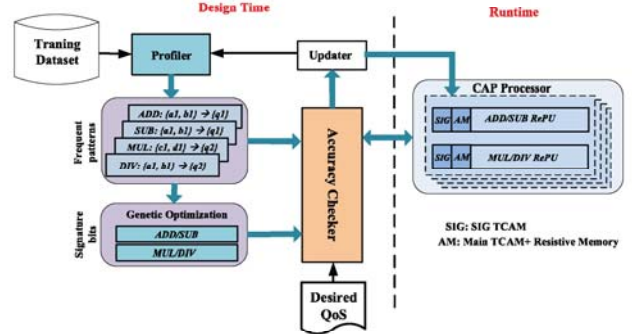 Design Time
Runtime
Traning
Dataset
Profiler
Updater
CAP Processor
Frequent
patterns
ADD: {a1, b1} → {q1}
SUB: {a1, b1} → {q1}
MUL: {c1, d1} → {q2}
DIV: {a1, b1} → {q2}
Accuracy Checker
SIG AM ADD/SUB RePU
SIG AM MUL/DIV RePU
Signature
bits
Genetic Optimization
ADD/SUB
MUL/DIV
SIG: SIG TCAM
AM: Main TCAM+ Resistive Memory
Desired
QoS